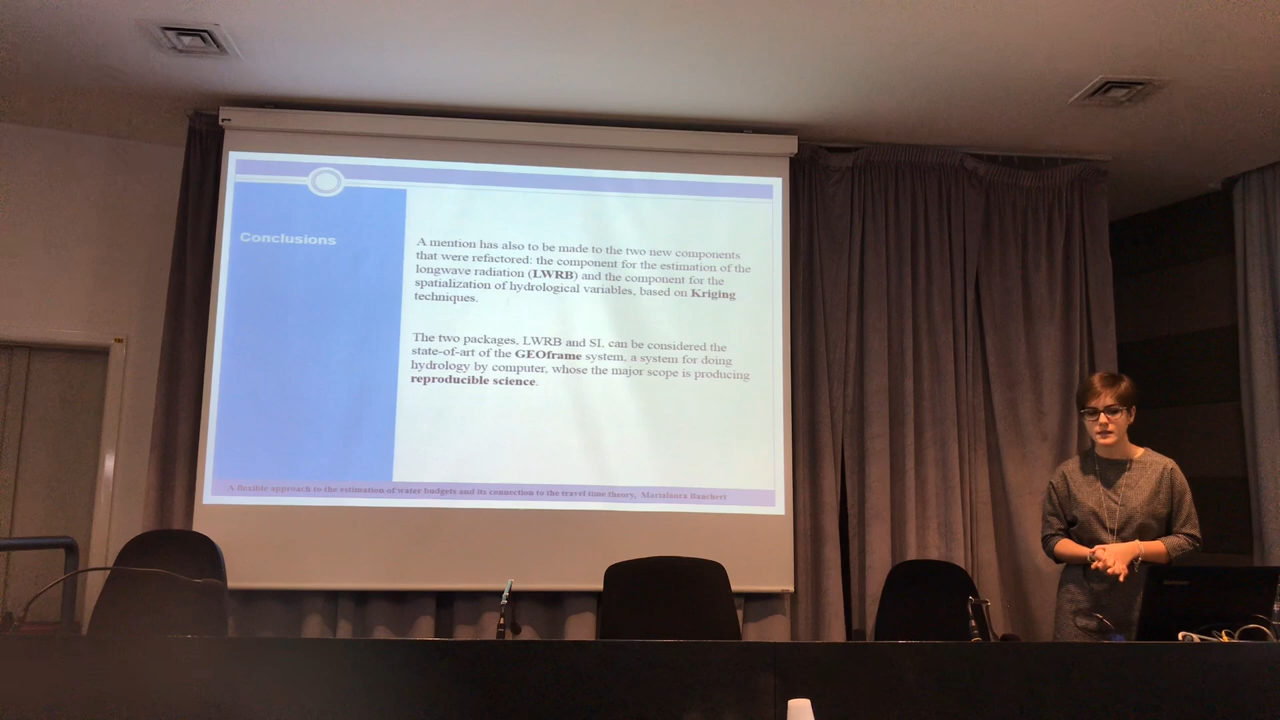 Conclusions
A mention has also to be made to the two new components
that were refactored: the component for the estimation of the
longwave radiation (LWRB) and the component for the
spatialization of hydrological variables, based on Kriging
techniques.
The two packages, LWRB and SI, can be considered the
state-of-art of the GEOframe system, a system for doing
hydrology by computer, whose the major scope is producing
reproducible science.
A flexible approach to the estimation of water budgets and its connection to the travel time theory, Marialaura Bancheri